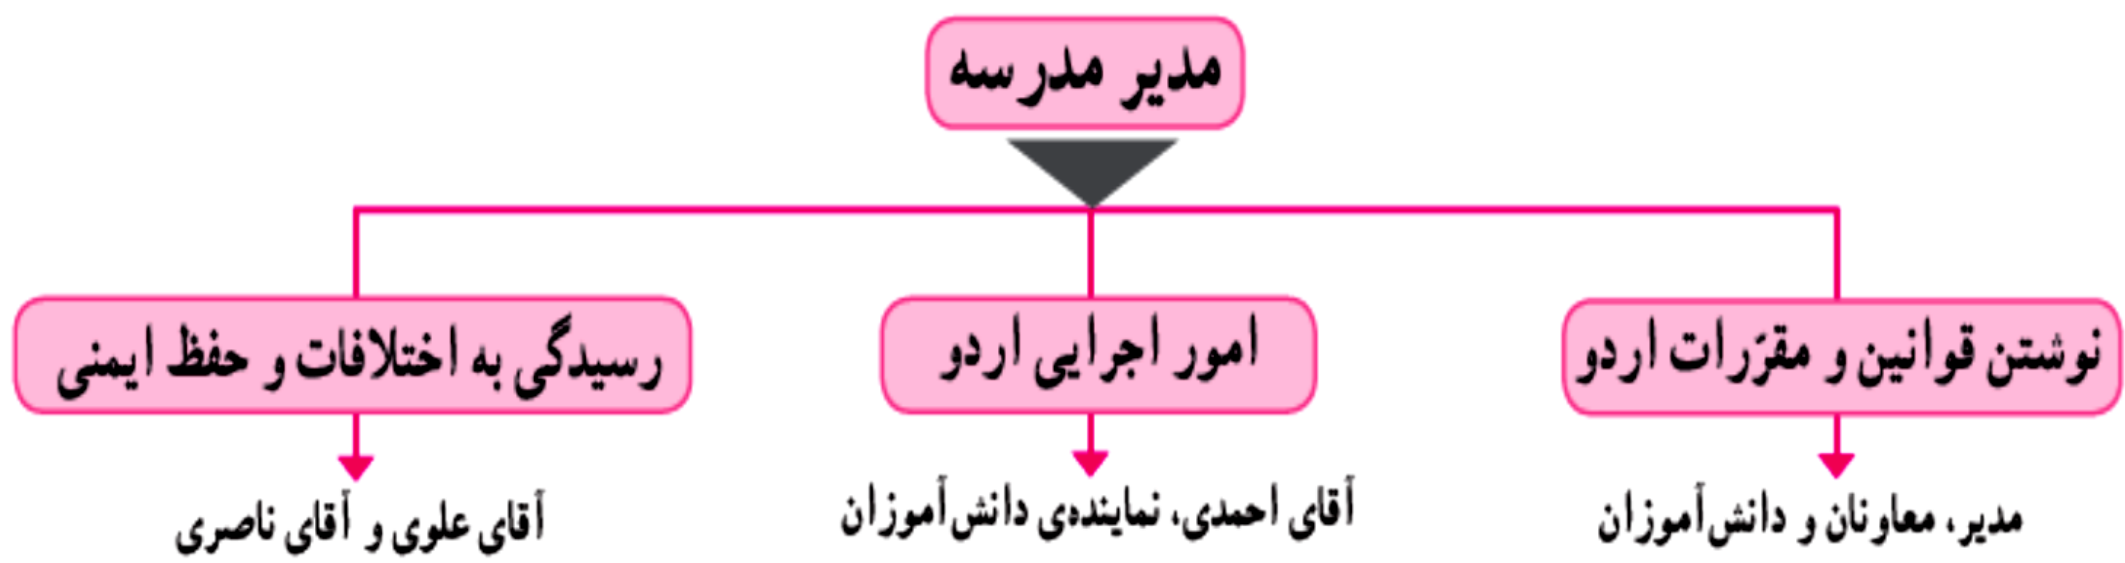 مدیر مدرسه
نوشتن قوانین و مقرّرات اردو
امور اجرایی اردو
رسیدگی به اختلافات و حفظ ایمنی
مدیر، معاونان و دانش‌آموزان
آقای احمدی، نماینده‌ی دانش‌آموزان
آقای علوی و آقای ناصری